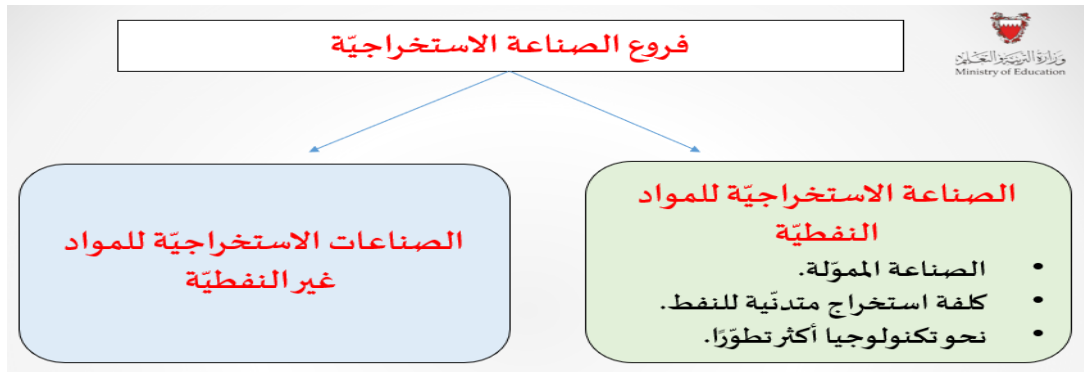 فروع الصناعة الاستخراجيّة
وزارة التربية والتعليم
Ministry of Education
الصناعة الاستخراجيّة للمواد
النفطيّة
• الصناعة المموّلة.
• كلفة استخراج متدنّية للنفط.
• نحو تكنولوجيا أكثر تطوّرًا.
الصناعات الاستخراجيّة للمواد
غير النفطيّة